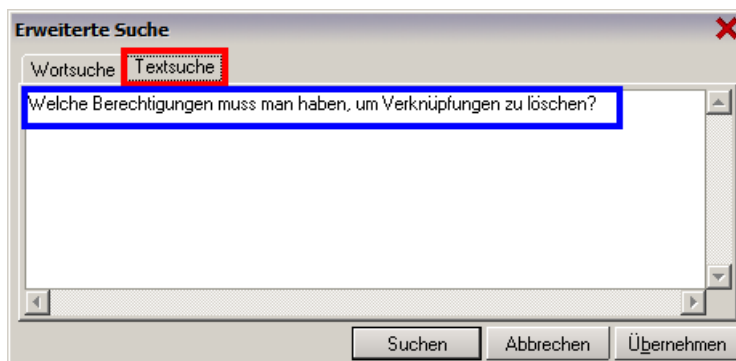 Erweiterte Suche
Wortsuche Textsuche
Welche Berechtigungen muss man haben, um Verknüpfungen zu löschen?
Suchen Abbrechen Übernehmen